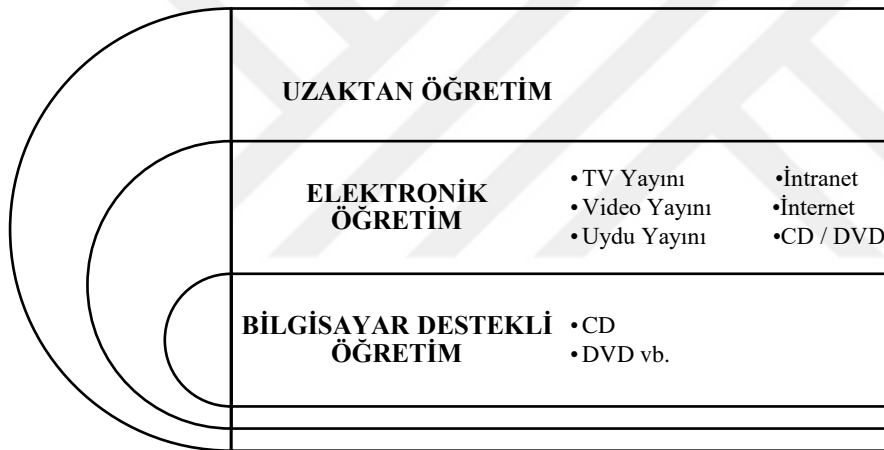 UZAKTAN ÖĞRETİM
ELEKTRONİK
ÖĞRETİM
• TV Yayını
• Video Yayını
• Uydu Yayını
•İntranet
•İnternet
•CD / DVD
BİLGİSAYAR DESTEKLİ
ÖĞRETİM
• CD
• DVD vb.